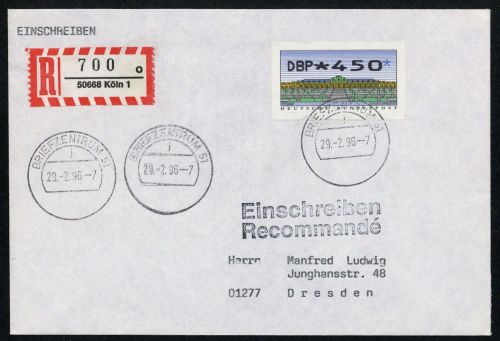 EINSCHREIBEN
R
700
o
50668 Köln 1
DBP*450*
DEUTSCHE BUNDESPOST
BRIEFZENTRUM 51
29.-2.96-7
BRIEFZENTRUM 51
29.-2.96-7
BRIEFZENTRUM 51
29.-2.96-7
Einschreiben
Recommandé
Herrn Manfred Ludwig
Junghansstr. 48
01277 Dresden